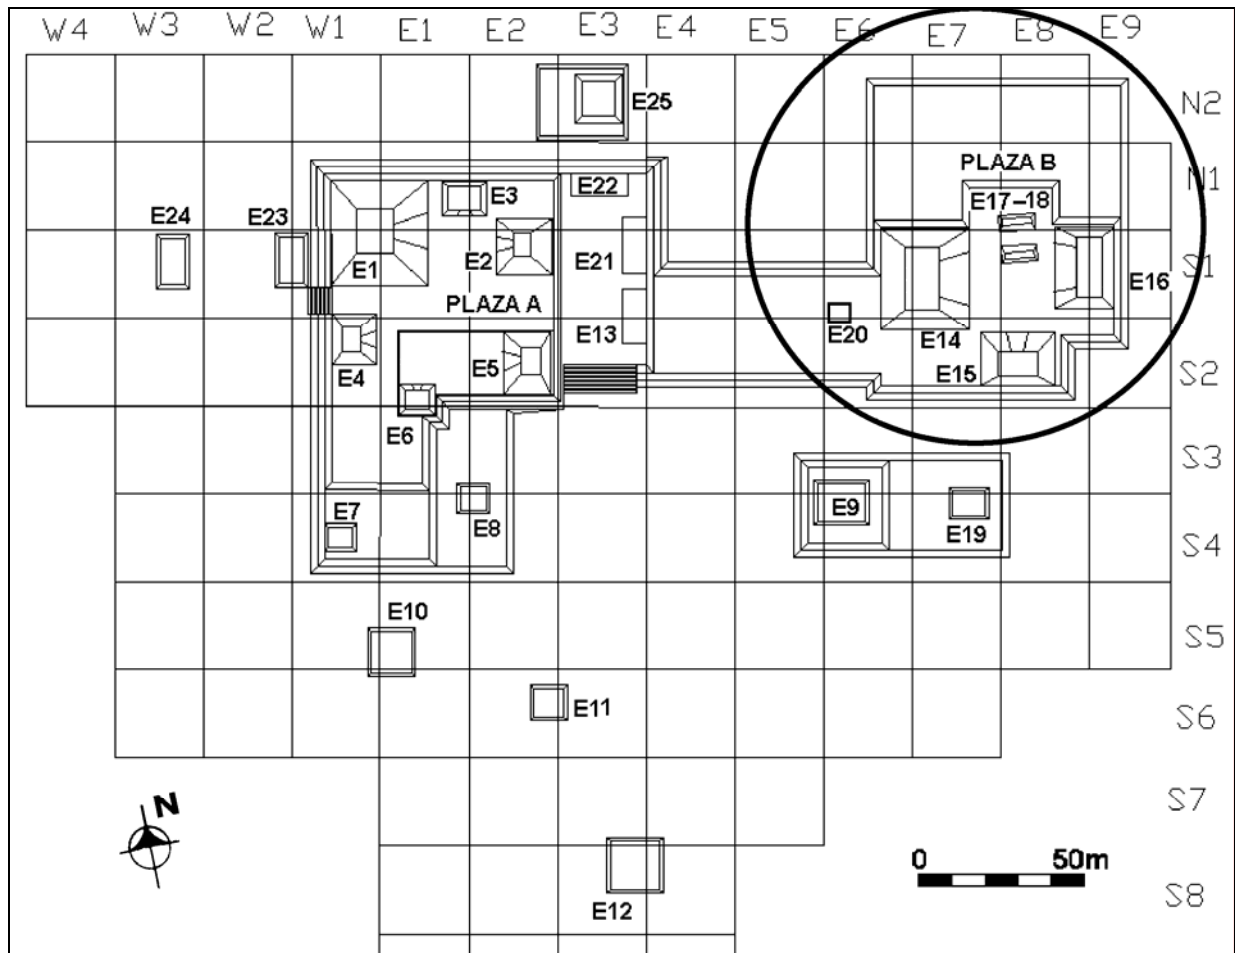 W4 W3 W2 W1 E1 E2 E3 E4 E5 E6 E7 E8 E9
N2
E25
PLAZA B
N1
E22
E3
E17–18
E24 E23
E1 E2 E21 S1
E16
PLAZA A
E13 E20 E14
E4 E5 E15 S2
E6
S3
E7 E8 E9 E19
S4
E10
S5
E11 S6
N
S7
0 50m
S8
E12